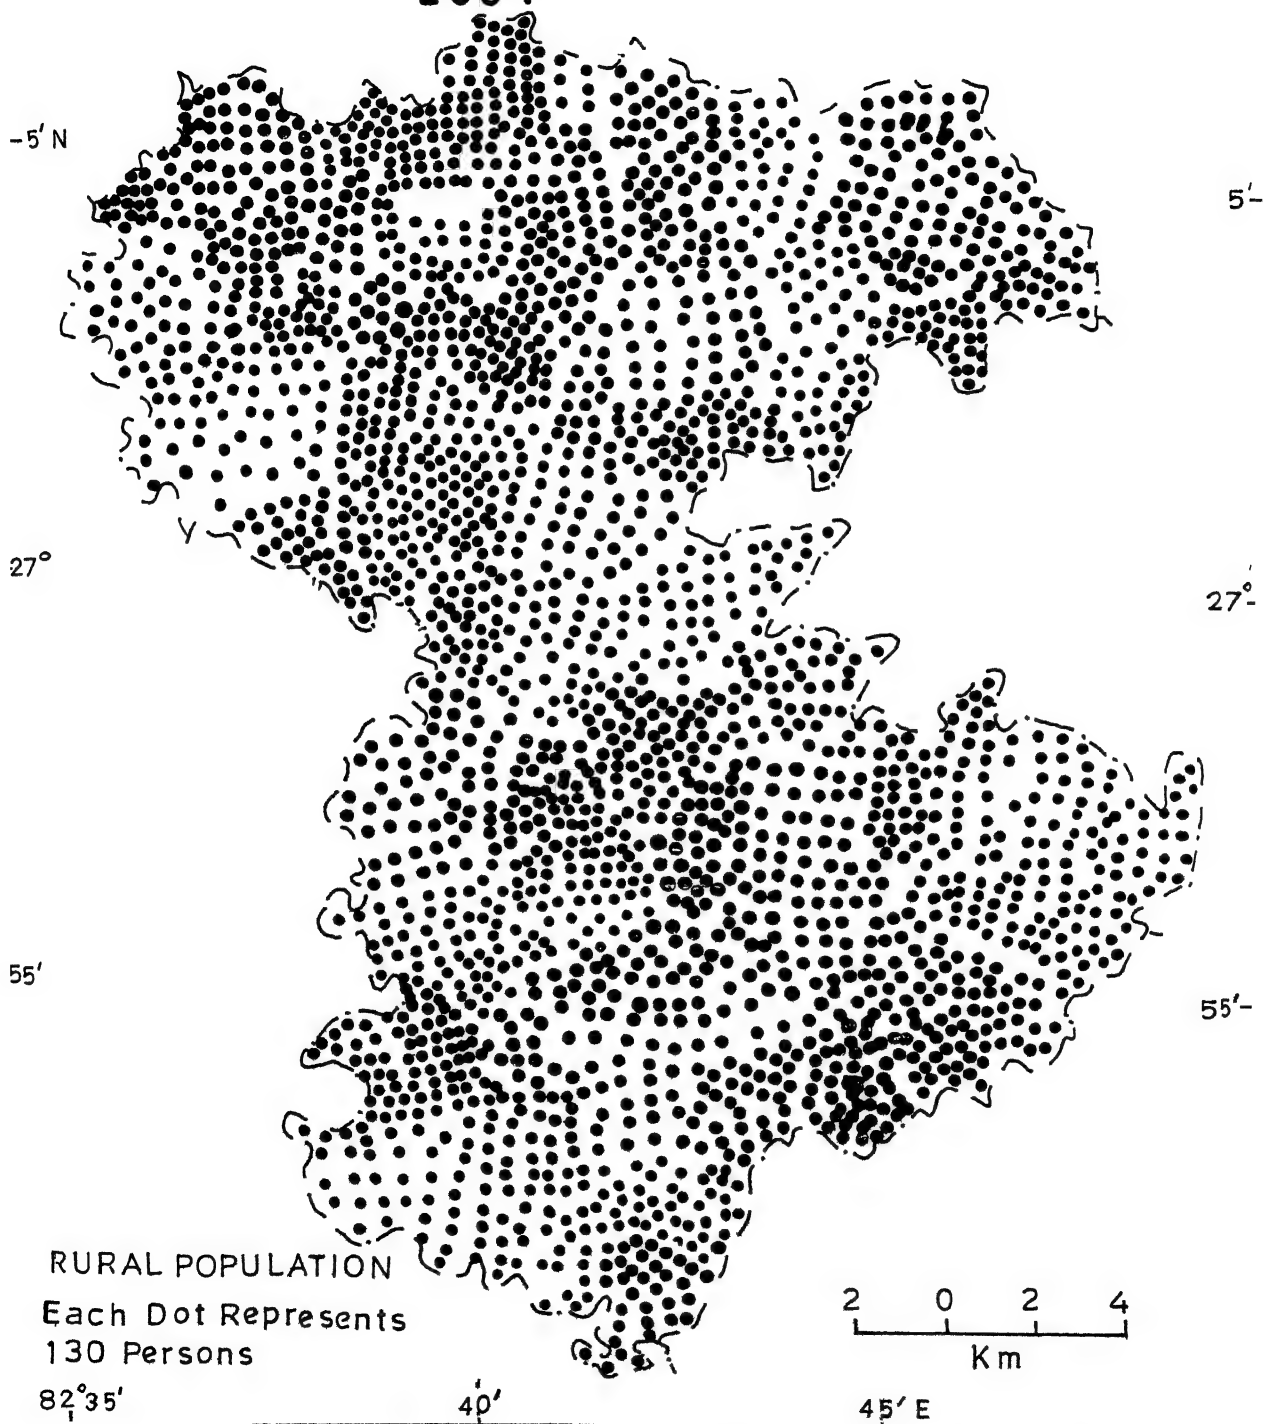 -5' N
5'-
27°
27°-
55'
55'-
RURAL POPULATION
Each Dot Represents
130 Persons
2 0 2 4
Km
82°35' 40' 45' E